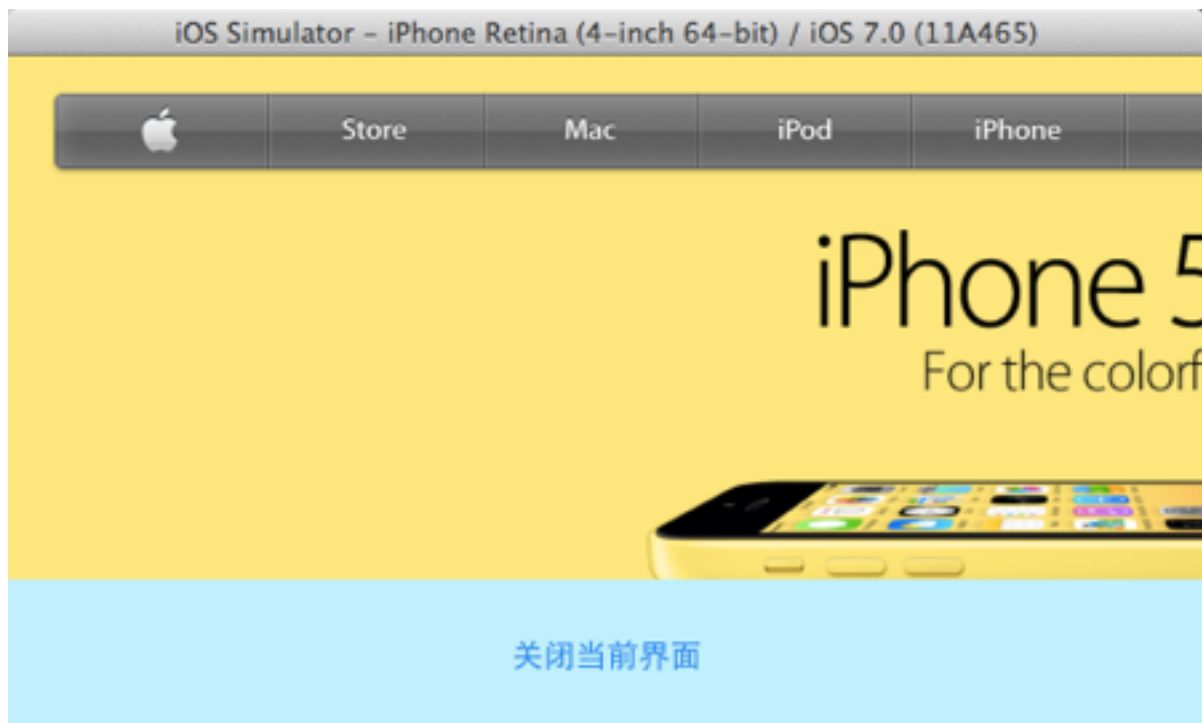 iOS Simulator – iPhone Retina (4-inch 64-bit) / iOS 7.0 (11A465)
Store Mac iPod iPhone
iPhone 5
For the colorf
关闭当前界面